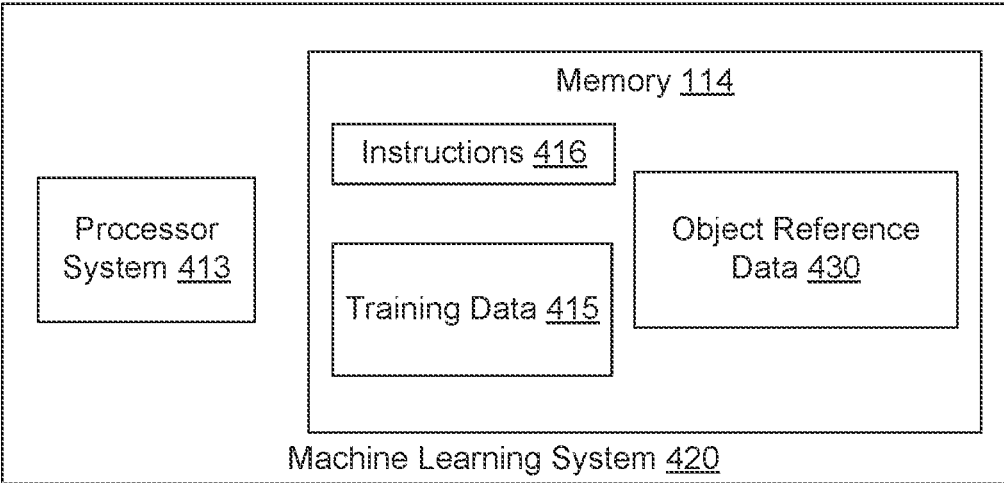 Memory 114
Instructions 416
Processor
System 413
Object Reference
Data 430
Training Data 415
Machine Learning System 420